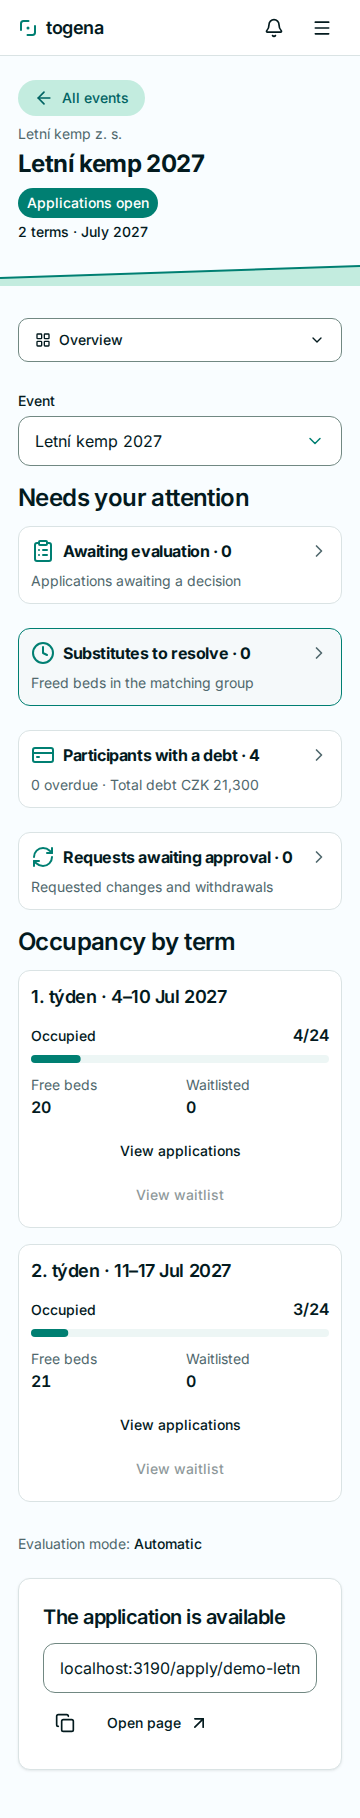 togena
All events
Letní kemp z. s.
Letní kemp 2027
Applications open
2 terms · July 2027
Overview
Event
Letní kemp 2027
Needs your attention
Awaiting evaluation · 0
Applications awaiting a decision
Substitutes to resolve · 0
Freed beds in the matching group
Participants with a debt · 4
0 overdue · Total debt CZK 21,300
Requests awaiting approval · 0
Requested changes and withdrawals
Occupancy by term
1. týden · 4–10 Jul 2027
Occupied 4/24
Free beds Waitlisted
20 0
View applications
View waitlist
2. týden · 11–17 Jul 2027
Occupied 3/24
Free beds Waitlisted
21 0
View applications
View waitlist
Evaluation mode: Automatic
The application is available
localhost:3190/apply/demo-letn
Open page